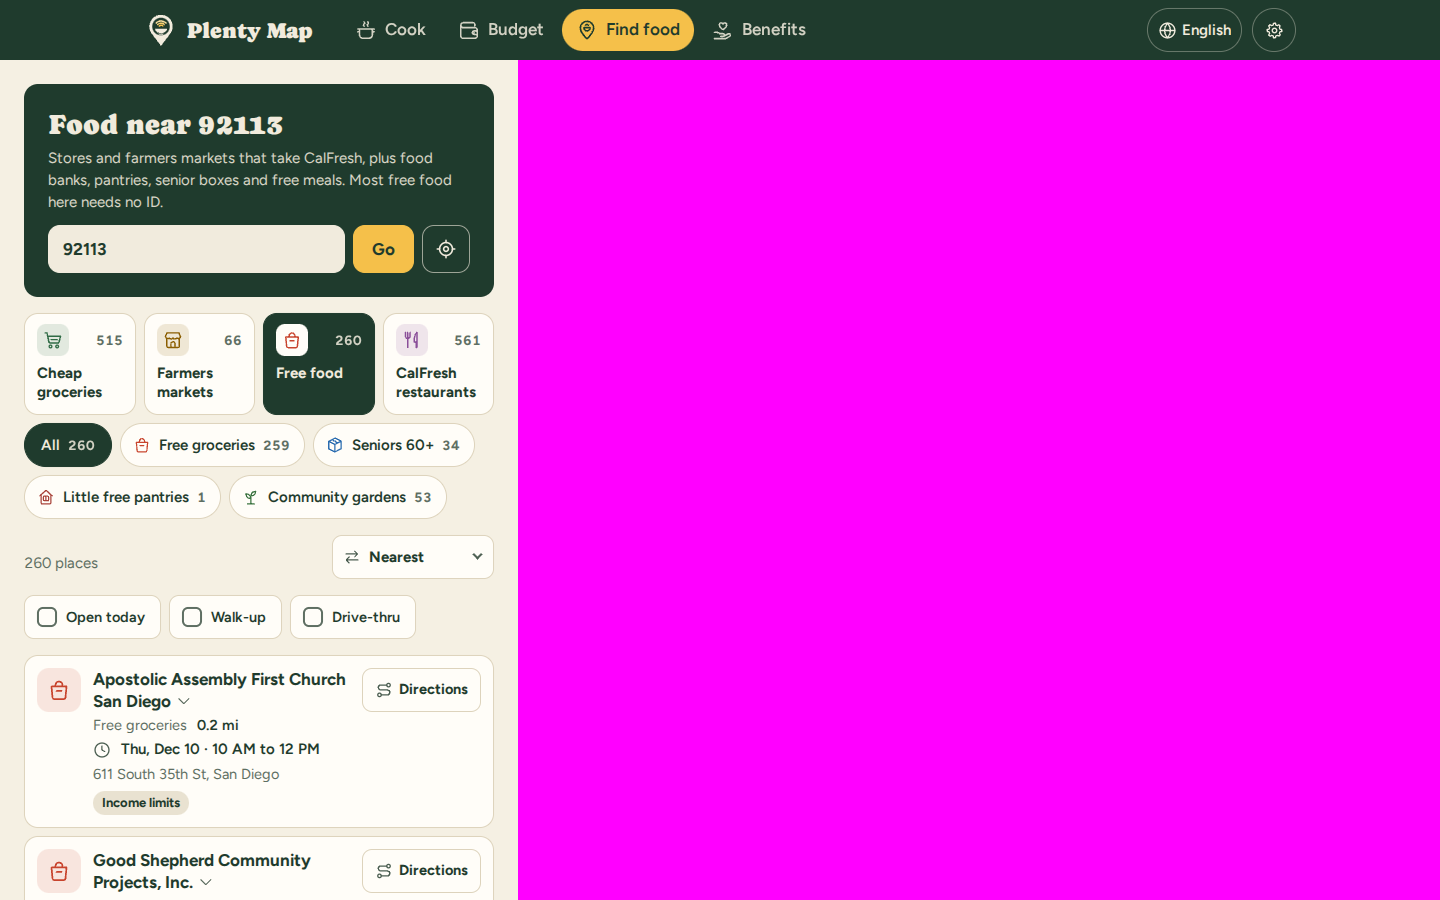 Plenty Map
Cook
Budget
Find food
Benefits
English
Food near 92113
Stores and farmers markets that take CalFresh, plus food
banks, pantries, senior boxes and free meals. Most free food
here needs no ID.
92113
Go
515
Cheap
groceries
66
Farmers
markets
260
Free food
561
CalFresh
restaurants
All 260
Free groceries 259
Seniors 60+ 34
Little free pantries 1
Community gardens 53
260 places
Nearest
Open today
Walk-up
Drive-thru
Apostolic Assembly First Church
San Diego
Directions
Free groceries 0.2 mi
Thu, Dec 10 · 10 AM to 12 PM
611 South 35th St, San Diego
Income limits
Good Shepherd Community
Projects, Inc.
Directions